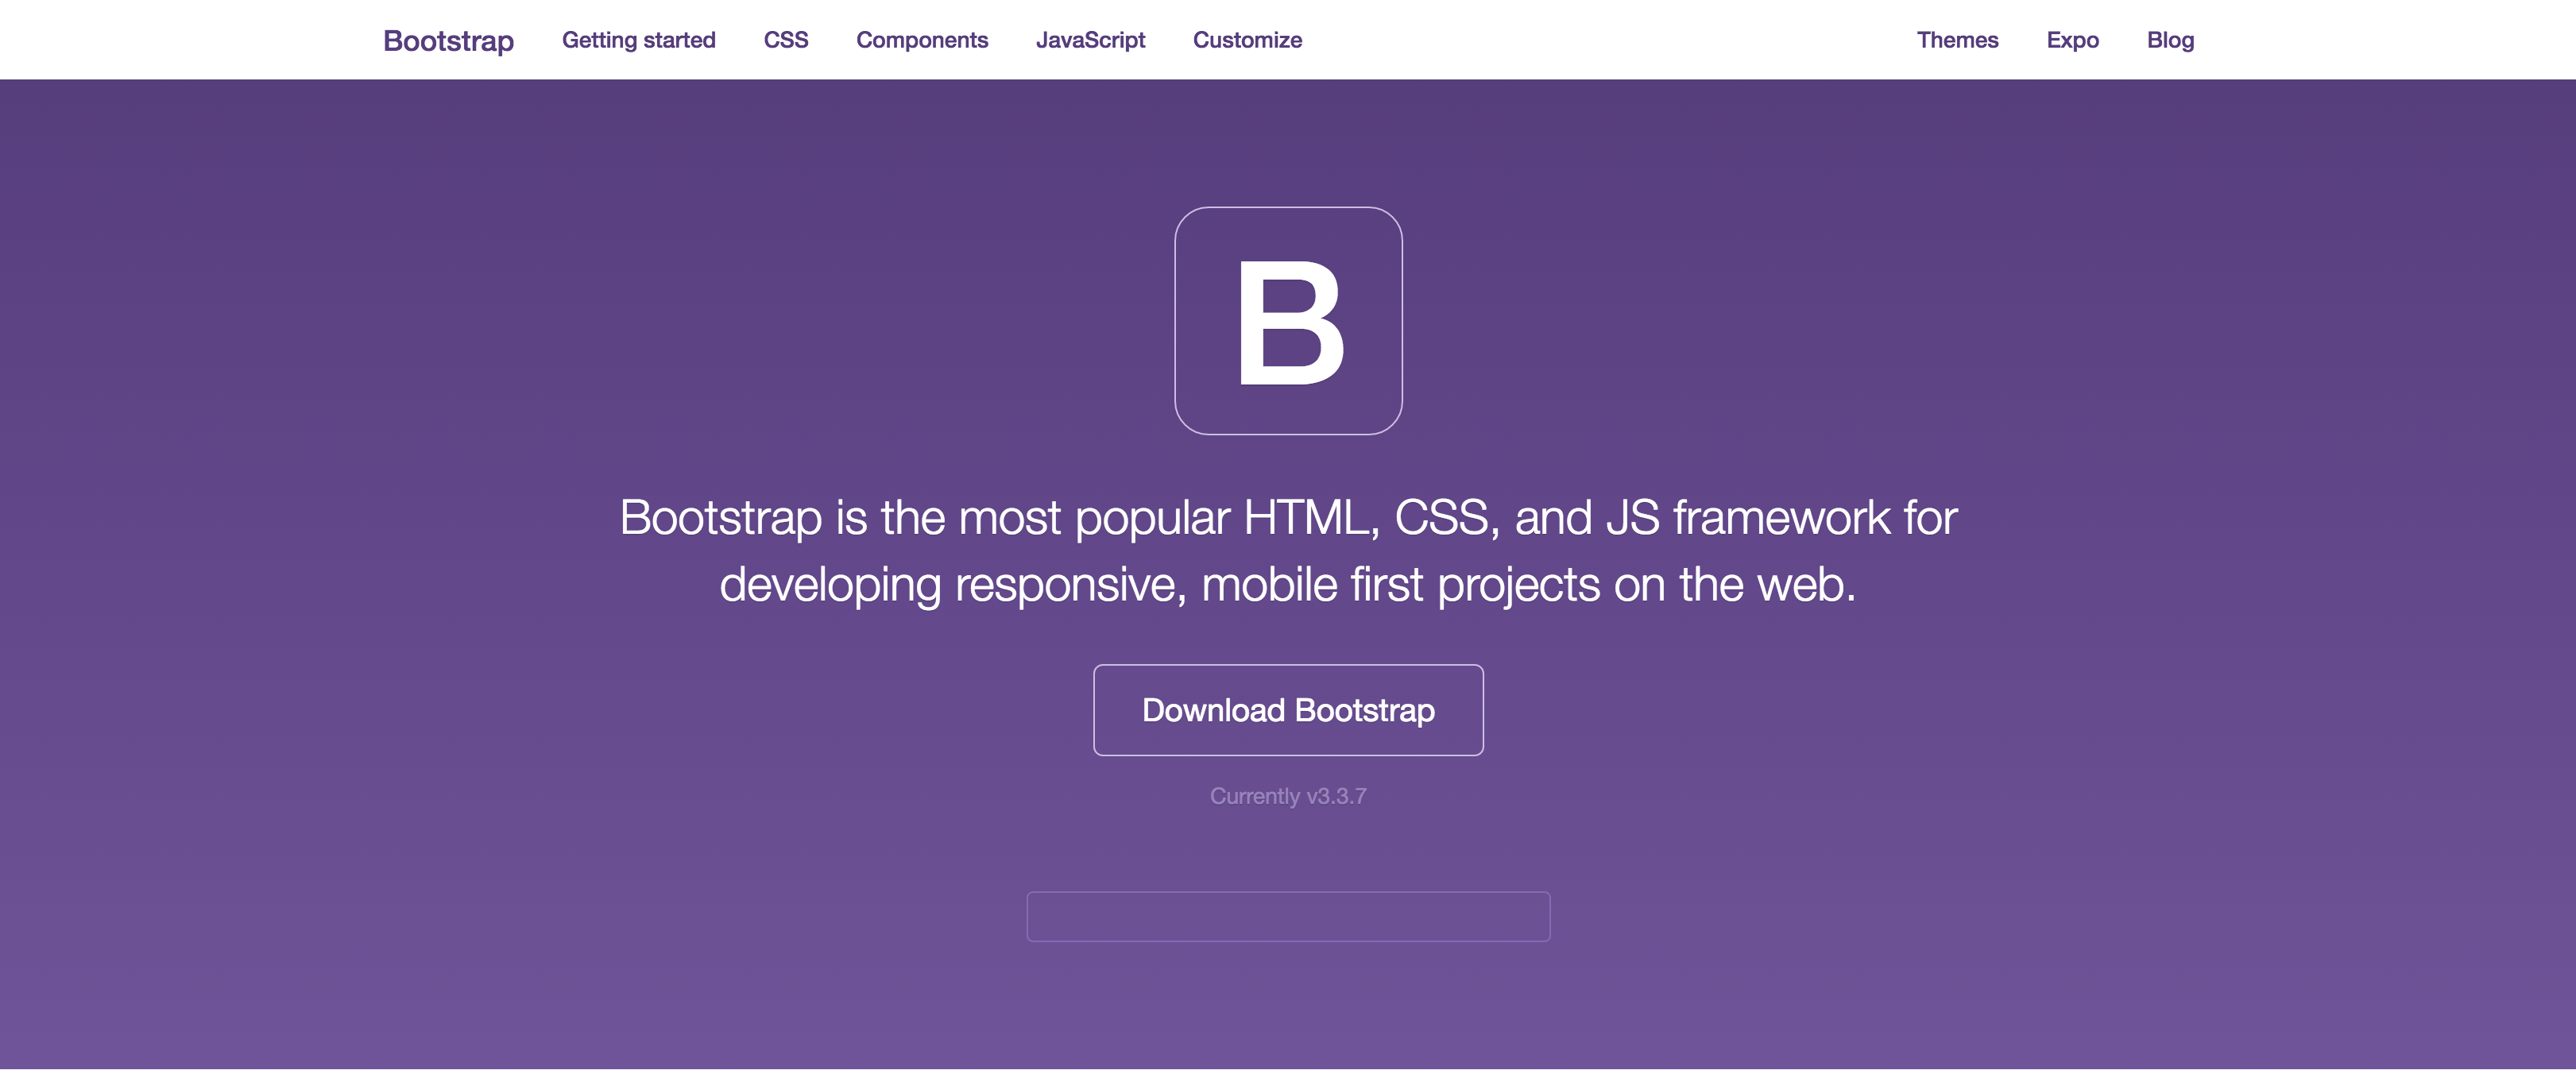 Bootstrap Getting started CSS Components JavaScript Customize Themes Expo Blog
B
Bootstrap is the most popular HTML, CSS, and JS framework for
developing responsive, mobile first projects on the web.
Download Bootstrap
Currently v3.3.7